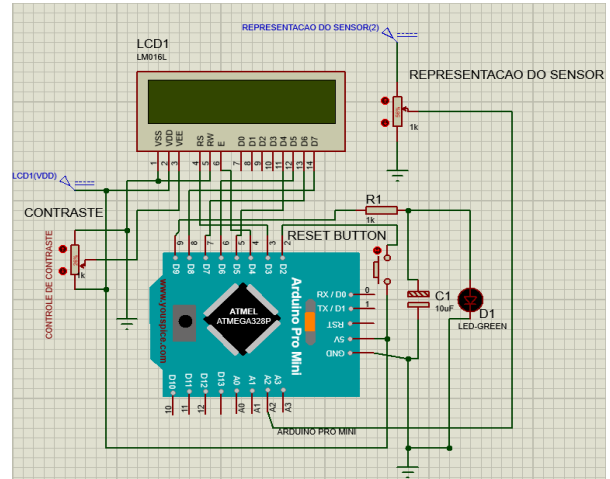 REPRESENTACAO DO SENSOR(2)
LCD1
LM016L
REPRESENTACAO DO SENSOR
1k
VSS VDD VEE RS RW E D0 D1 D2 D3 D4 D5 D6 D7
1 2 3 4 5 6 7 8 9 10 11 12 13 14
LCD1(VDD)
CONTRASTE
CONTROLE DE CONTRASTE
1k
R1
1k
RESET BUTTON
9 8 7 6 5 4 3 2
D9 D8 D7 D6 D5 D4 D3 D2
www.youspice.com
ATMEL
ATMEGA328P
Arduino Pro Mini
RX / D0 0
TX / D1 1
RST
5V
GND
C1
10uF
D1
LED-GREEN
D10 D11 D12 D13 A0 A1 A2 A3
10 11 12 A0 A1 A2 A3
ARDUINO PRO MINI